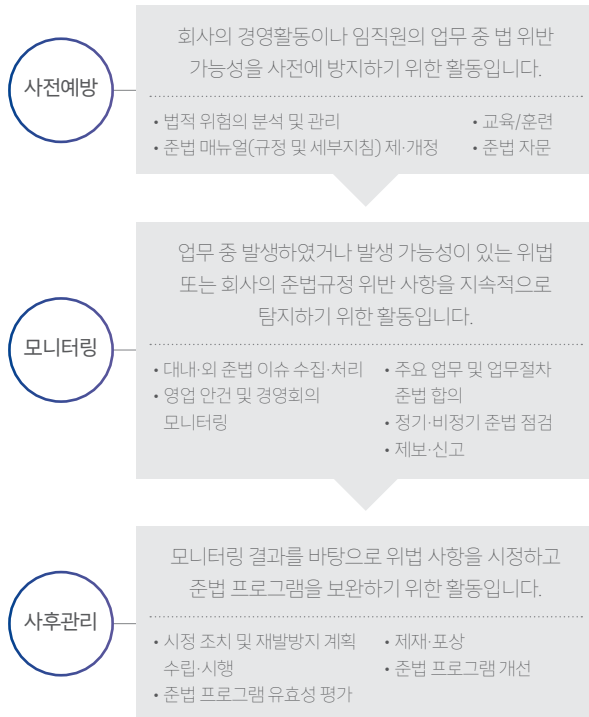 사전예방
회사의 경영활동이나 임직원의 업무 중 법 위반
가능성을 사전에 방지하기 위한 활동입니다.
• 법적 위험의 분석 및 관리
• 준법 매뉴얼(규정 및 세부지침) 제·개정
• 교육/훈련
• 준법 자문
모니터링
업무 중 발생하였거나 발생 가능성이 있는 위법
또는 회사의 준법규정 위반 사항을 지속적으로
탐지하기 위한 활동입니다.
• 대내·외 준법 이슈 수집·처리
• 영업 안건 및 경영회의
모니터링
• 주요 업무 및 업무절차
준법 합의
• 정기·비정기 준법 점검
• 제보·신고
사후관리
모니터링 결과를 바탕으로 위법 사항을 시정하고
준법 프로그램을 보완하기 위한 활동입니다.
• 시정 조치 및 재발방지 계획
수립·시행
• 준법 프로그램 유효성 평가
• 제재·포상
• 준법 프로그램 개선